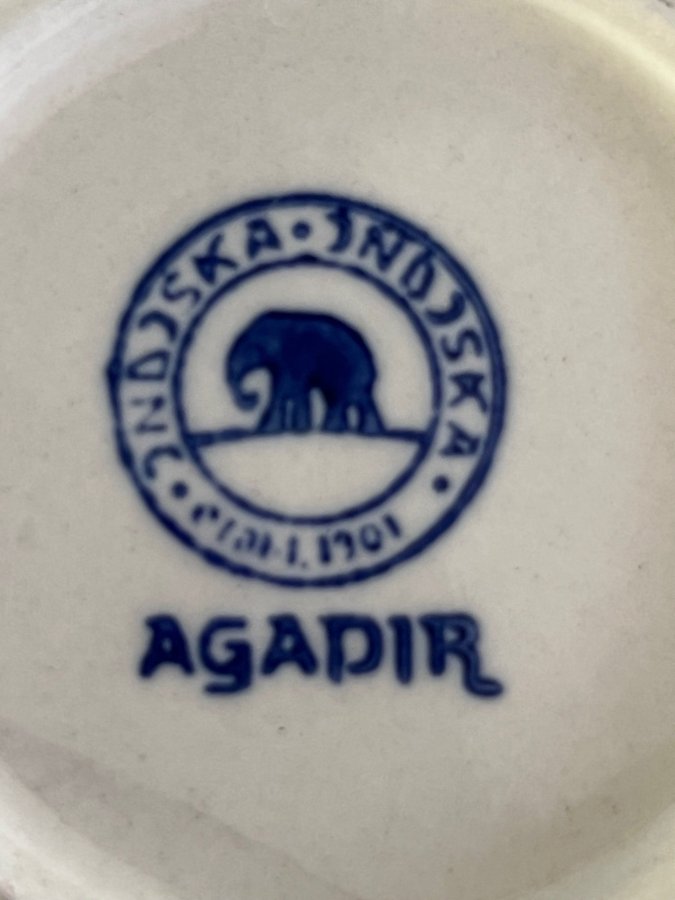 INDISKA • INDISKA •
etabl. 1901
AGADIR